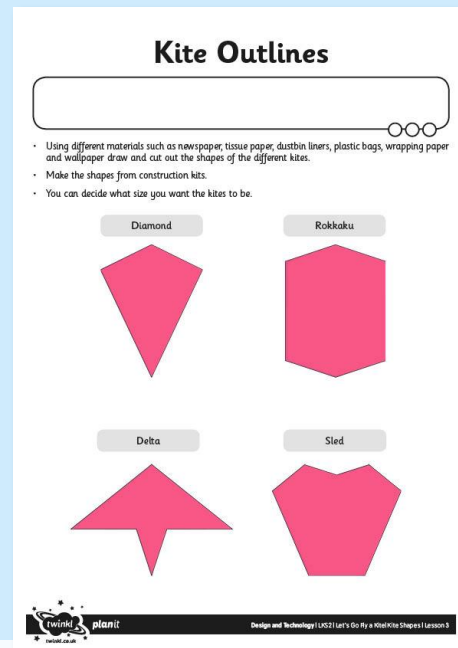 Kite Outlines
• Using different materials such as newspaper, tissue paper, dustbin liners, plastic bags, wrapping paper
and wallpaper draw and cut out the shapes of the different kites.
• Make the shapes from construction kits.
• You can decide what size you want the kites to be.
Diamond
Rokkaku
Delta
Sled
twinkl planit
Design and Technology | LKS2 | Let's Go Fly a Kite | Kite Shapes | Lesson 3
twinkl.co.uk